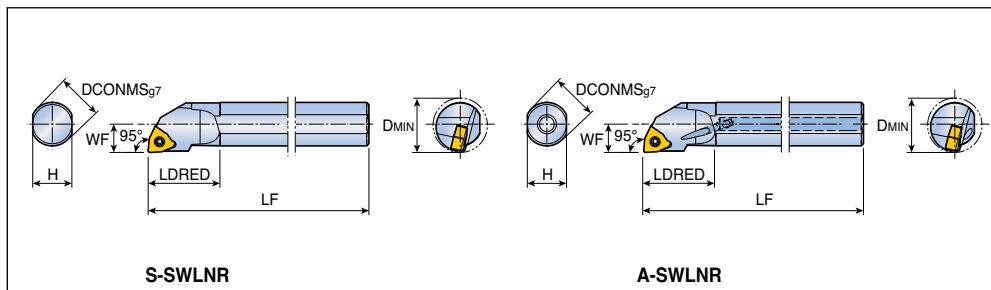 DCONMSg7
WF
95°
H
LDRED
LF
DMIN
S-SWLNR
DCONMSg7
WF
95°
H
LDRED
LF
DMIN
A-SWLNR